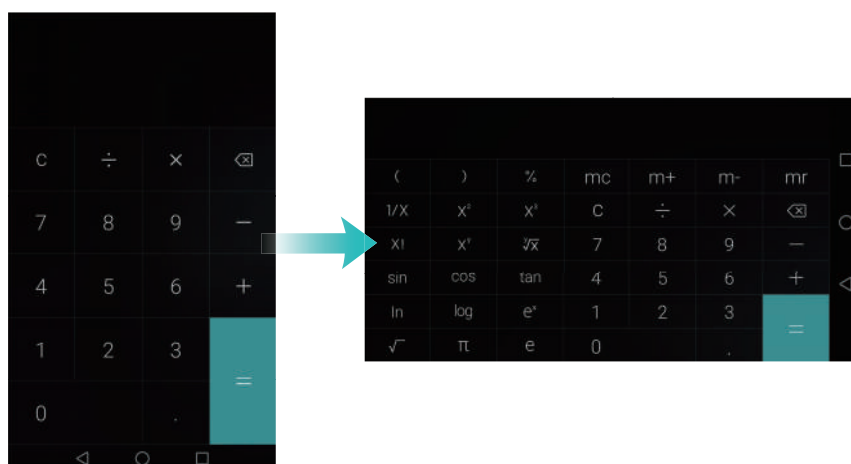 C ÷ × ⌫
7 8 9 −
4 5 6 +
1 2 3 =
0 .
( ) % mc m+ m- mr
1/X X² X³ C ÷ × ⌫
X! Xʸ ʸ√x 7 8 9 −
sin cos tan 4 5 6 +
ln log eˣ 1 2 3 =
√ π e 0 .